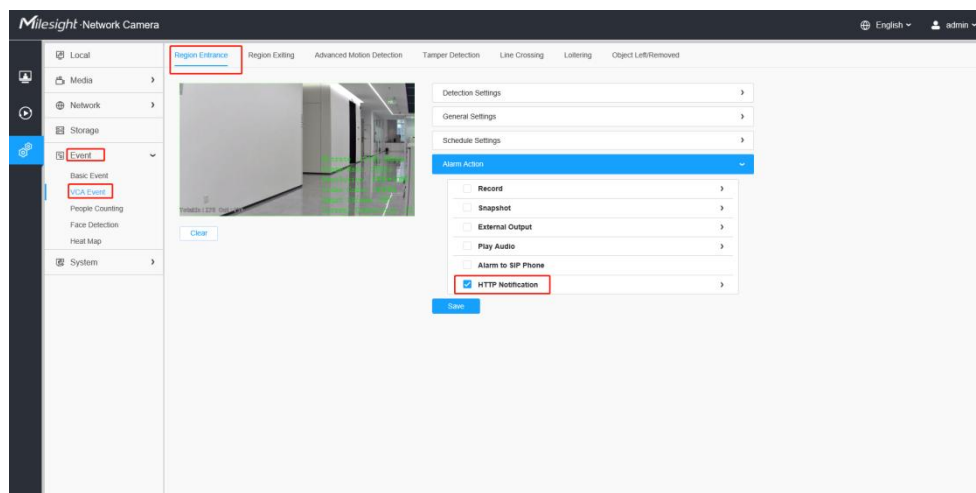 Milesight ·Network Camera
English
admin
Local
Media
Network
Storage
Event
Basic Event
VCA Event
People Counting
Face Detection
Heat Map
System
Region Entrance
Region Exiting
Advanced Motion Detection
Tamper Detection
Line Crossing
Loitering
Object Left/Removed
Clear
Detection Settings
General Settings
Schedule Settings
Alarm Action
Record
Snapshot
External Output
Play Audio
Alarm to SIP Phone
HTTP Notification
Save